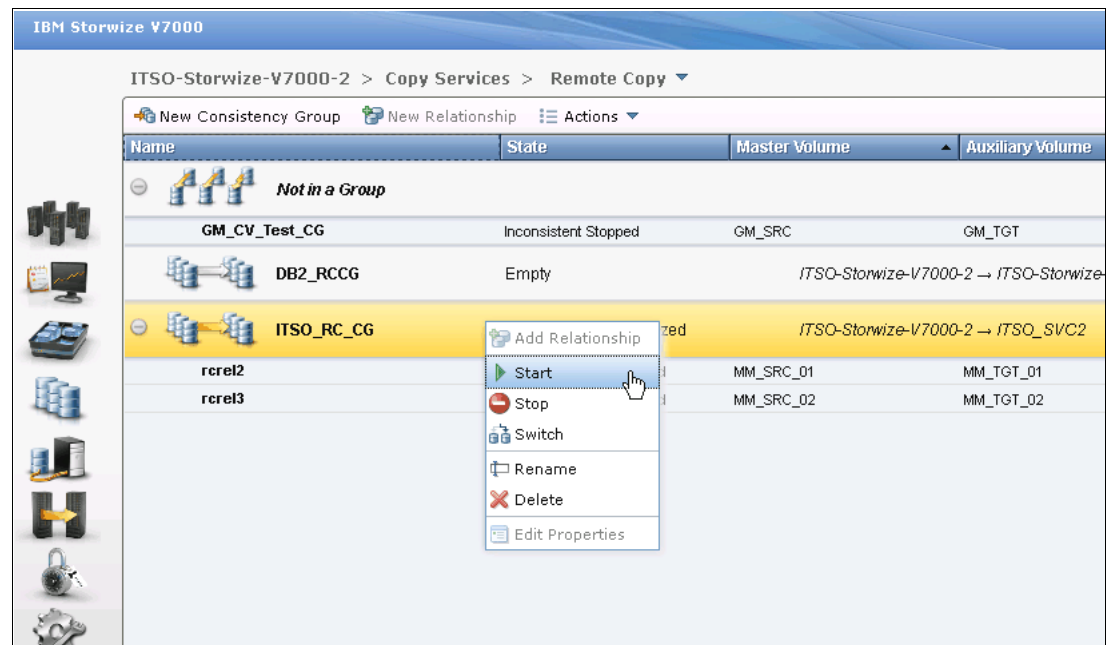 IBM Storwize V7000
ITSO-Storwize-V7000-2 > Copy Services > Remote Copy
New Consistency Group New Relationship Actions
Name State Master Volume Auxiliary Volume
Not in a Group
GM_CV_Test_CG Inconsistent Stopped GM_SRC GM_TGT
DB2_RCCG Empty ITSO-Storwize-V7000-2 → ITSO-Storwize-
ITSO_RC_CG zed ITSO-Storwize-V7000-2 → ITSO_SVC2
Add Relationship
rcrel2 MM_SRC_01 MM_TGT_01
Start
rcrel3 MM_SRC_02 MM_TGT_02
Stop
Switch
Rename
Delete
Edit Properties